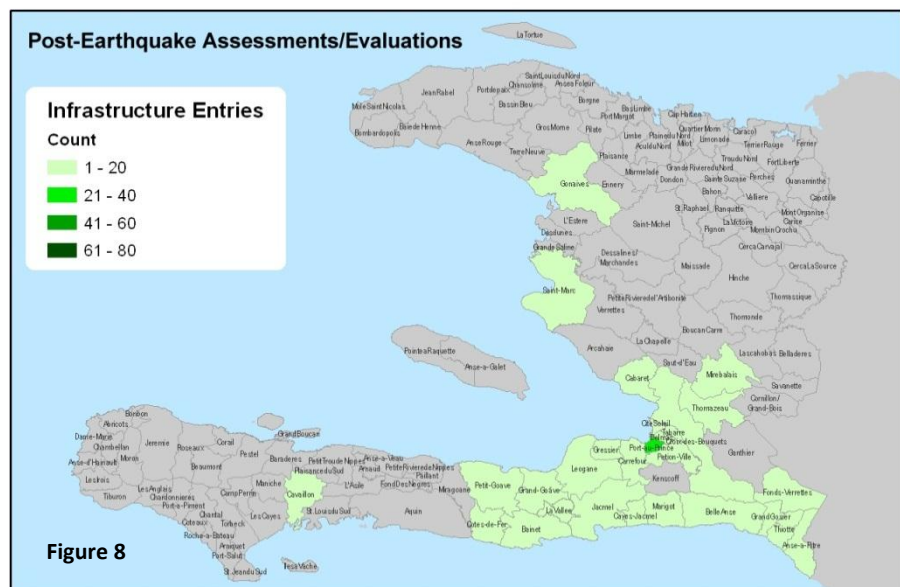 Post-Earthquake Assessments/Evaluations
Infrastructure Entries
Count
1 - 20
21 - 40
41 - 60
61 - 80
La Tortue
Saint Louis du Nord
Port de paix
Chansolene
Ansea Foleur
Jean Rabel
Mole Saint Nicolas
Bassin Bleu
Borgne
Port Margot
Bas Limbe
Cap Haitien
Baie de Henne
Bombardopolis
Gros Morne
Pilate
Limbe
Plaine du Nord
Quartier Morin
Caracol
Acul du Nord
Milot
Limonade
Terrier Rouge
Ferrier
Anse Rouge
Terre Neuve
Plaisance
Trou du Nord
Fort Liberte
Grande Riviere du Nord
Marmelade
Dondon
Sainte Suzane
Perches
Ouanaminthe
Gonaives
Ennery
Bahon
Valliere
Capotille
St. Raphael
Ranquitte
Mont Organise
L'Estere
Saint-Michel
La Victoire
Carice
Pignon
Mombin Crochu
Desdunes
Grande Saline
Dessalines/
Marchandes
Cerca Carvajal
Maissade
Hinche
Cerca La Source
Saint-Marc
Petite Riviere de l'Artibonite
Verrettes
Thomassique
Thomonde
Boscan Carre
La Chapelle
Arcahaie
Saut-d'Eau
Lascahobas
Belladeres
Pointe a Raquette
Anse-a-Galet
Cabaret
Mirebalais
Savanette
Cornillon/
Grand-Bois
Thomazeau
Cite Soleil
Tabarre
Delmas
Croix-des-Bouquets
Port-au-Prince
Petion-Ville
Ganthier
Gressier
Carrefour
Kenscoff
Leogane
Bonbon
Abricots
Dame-Marie
Chambellan
Jeremie
Roseaux
Corail
Grand Boucan
Pestel
Anse-d'Hainault
Moron
Beaumont
Baraderes
Petit Trou de Nippes
Anse-a-Veau
Plaisance du Sud
Arnaud
Petite Riviere de Nippes
Paillant
Fond Des Negres
Miragoane
Petit-Goave
Grand-Goave
Fonds-Verrettes
Les Irois
Maniche
Cavaillon
L'Asile
Les Anglais
Tiburon
Chardonnieres
Port-a-Piment
Camp Perrin
St. Louis du Sud
Aquin
Cotes-de-Fer
La Vallee
Jacmel
Cayes-Jacmel
Marigot
Belle Anse
Grand Gosier
Bainet
Thiotte
Anse-a-Pitre
Chantal
Les Cayes
Coteaux
Torbeck
Roche-a-Bateau
Arniquet
Port-Salut
St. Jean du Sud
Ile a Vache
Figure 8